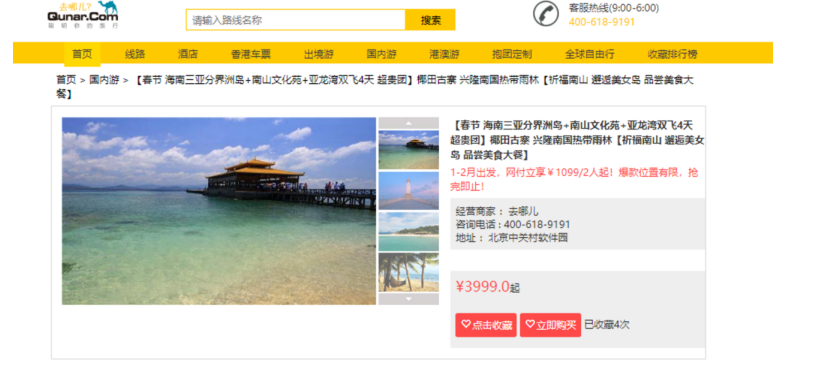 去哪儿?
Qunar.Com
请输入路线名称
搜索
客服热线(9:00-6:00)
400-618-9191
首页 线路 酒店 香港车票 出境游 国内游 港澳游 抱团定制 全球自由行 收藏排行榜
首页 > 国内游 > 【春节 海南三亚分界洲岛+南山文化苑+亚龙湾双飞4天 超奥团】椰田古寨 兴隆南国热带雨林【祈福南山 邂逅美女岛 品尝美食大
餐】
【春节 海南三亚分界洲岛+南山文化苑+亚龙湾双飞4天
超奥团】椰田古寨 兴隆南国热带雨林【祈福南山 邂逅美女
岛 品尝美食大餐】
1-2月出发，网付立享￥1099/2人起！爆款位置有限，抢
完即止！
经营商家： 去哪儿
咨询电话 : 400-618-9191
地址： 北京中关村软件园
¥3999.0起
点击收藏 立即购买 已收藏4次